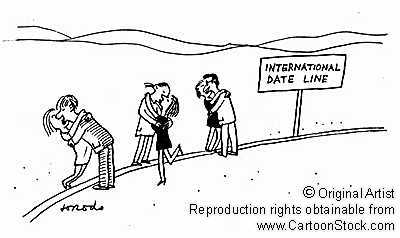 INTERNATIONAL
DATE LINE
© Original Artist
Reproduction rights obtainable from
www.CartoonStock.com